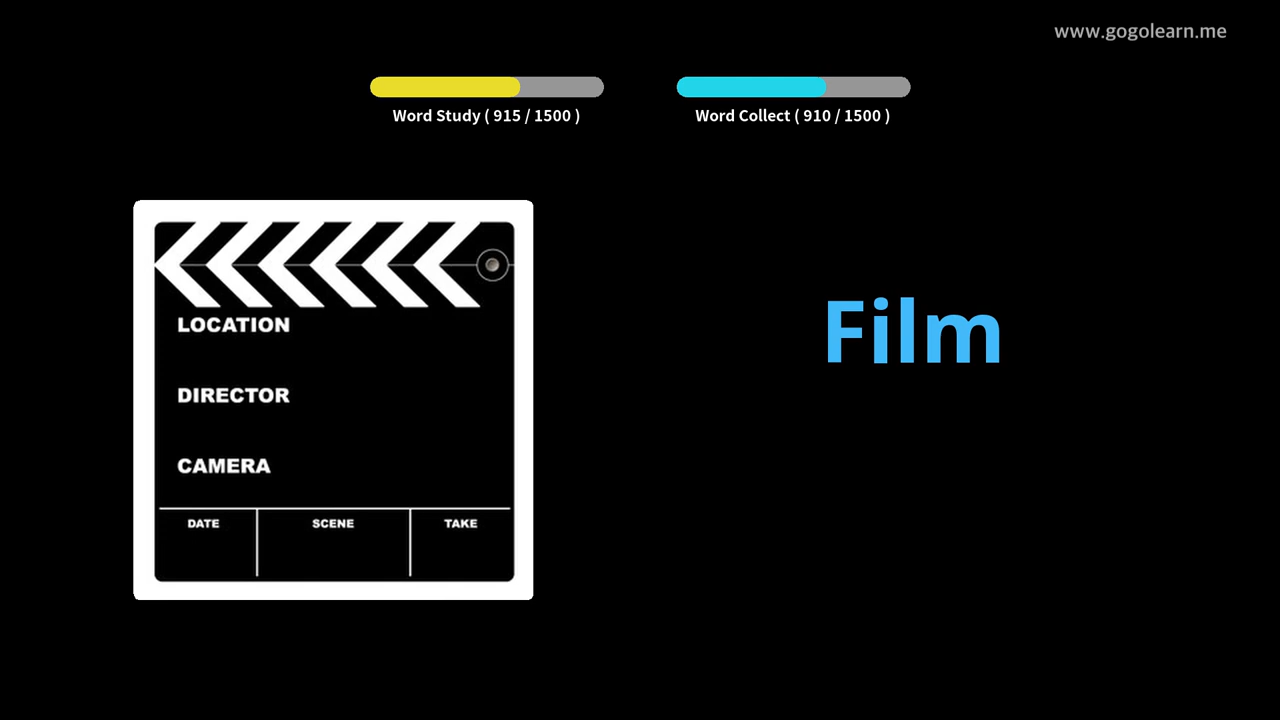 www.gogolearn.me
Word Study ( 915 / 1500 )
Word Collect ( 910 / 1500 )
LOCATION
DIRECTOR
CAMERA
DATE
SCENE
TAKE
Film